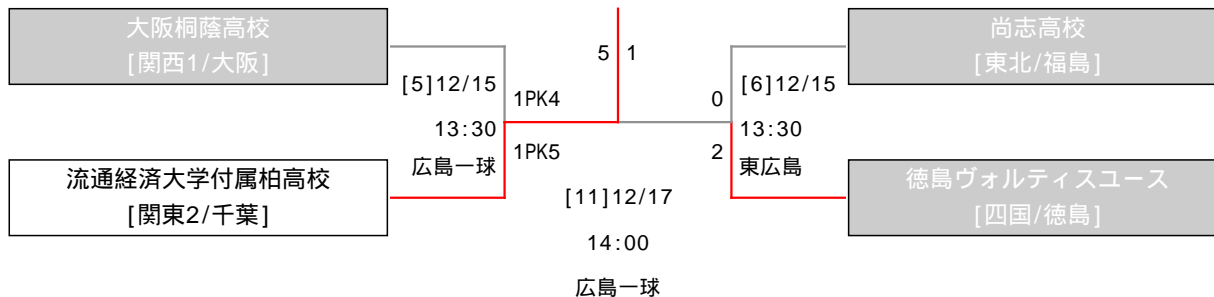 大阪桐蔭高校
[関西1/大阪]
5 1
尚志高校
[東北/福島]
[5]12/15
1PK4
0
[6]12/15
13:30
13:30
広島一球
1PK5
2
東広島
流通経済大学付属柏高校
[関東2/千葉]
[11]12/17
徳島ヴォルティスユース
[四国/徳島]
14:00
広島一球